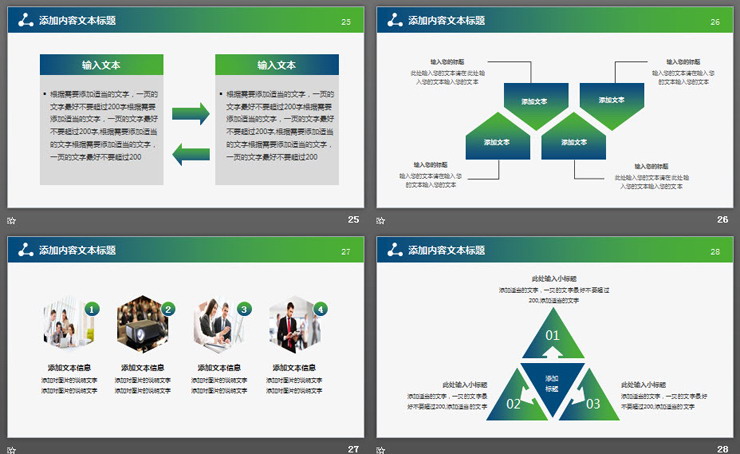 添加内容文本标题
25
输入文本
• 根据需要添加适当的文字，一页的
文字最好不要超过200字根据需要
添加适当的文字，一页的文字最好
不要超过200字,根据需要添加适当
的文字根据需要添加适当的文字，
一页的文字最好不要超过200
输入文本
• 根据需要添加适当的文字，一页的
文字最好不要超过200字根据需要
添加适当的文字，一页的文字最好
不要超过200字,根据需要添加适当
的文字根据需要添加适当的文字，
一页的文字最好不要超过200
25
添加内容文本标题
26
输入您的标题
此处输入您的文本请在此处输
入您的文本输入您的文本
输入您的标题
输入您的文本请在此处输入您
的文本输入您的文本
添加文本
添加文本
添加文本
添加文本
输入您的标题
输入您的文本请在此处输入您
的文本输入您的文本
输入您的标题
此处输入您的文本请在此处输
入您的文本输入您的文本
26
添加内容文本标题
27
1
2
3
4
添加文本信息
添加对图片的说明文字
添加对图片的说明文字
添加文本信息
添加对图片的说明文字
添加对图片的说明文字
添加文本信息
添加对图片的说明文字
添加对图片的说明文字
添加文本信息
添加对图片的说明文字
添加对图片的说明文字
27
添加内容文本标题
28
此处输入小标题
添加适当的文字，一页的文字最好不要超过
200,添加适当的文字
01
添加
标题
此处输入小标题
添加适当的文字，一页的文字最
好不要超过200,添加适当的文字
02
03
此处输入小标题
添加适当的文字，一页的文字最
好不要超过200,添加适当的文字
28